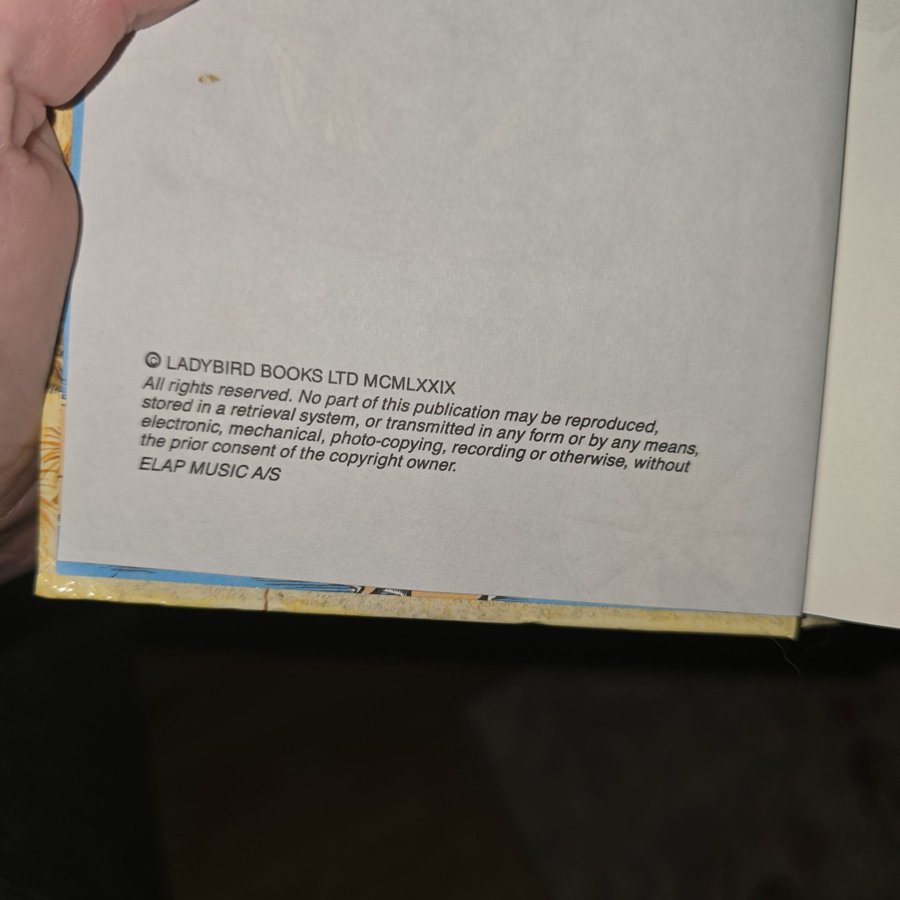 © LADYBIRD BOOKS LTD MCMLXXIX
All rights reserved. No part of this publication may be reproduced,
stored in a retrieval system, or transmitted in any form or by any means,
electronic, mechanical, photo-copying, recording or otherwise, without
the prior consent of the copyright owner.
ELAP MUSIC A/S